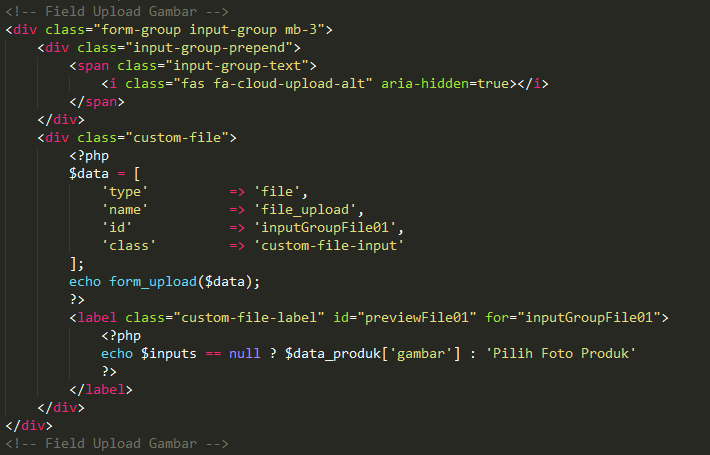 <!-- Field Upload Gambar -->
<div class="form-group input-group mb-3">
    <div class="input-group-prepend">
        <span class="input-group-text">
            <i class="fas fa-cloud-upload-alt" aria-hidden=true></i>
        </span>
    </div>
    <div class="custom-file">
        <?php
        $data = [
            'type'          => 'file',
            'name'          => 'file_upload',
            'id'            => 'inputGroupFile01',
            'class'         => 'custom-file-input'
        ];
        echo form_upload($data);
        ?>
        <label class="custom-file-label" id="previewFile01" for="inputGroupFile01">
            <?php
            echo $inputs == null ? $data_produk['gambar'] : 'Pilih Foto Produk'
            ?>
        </label>
    </div>
</div>
<!-- Field Upload Gambar -->